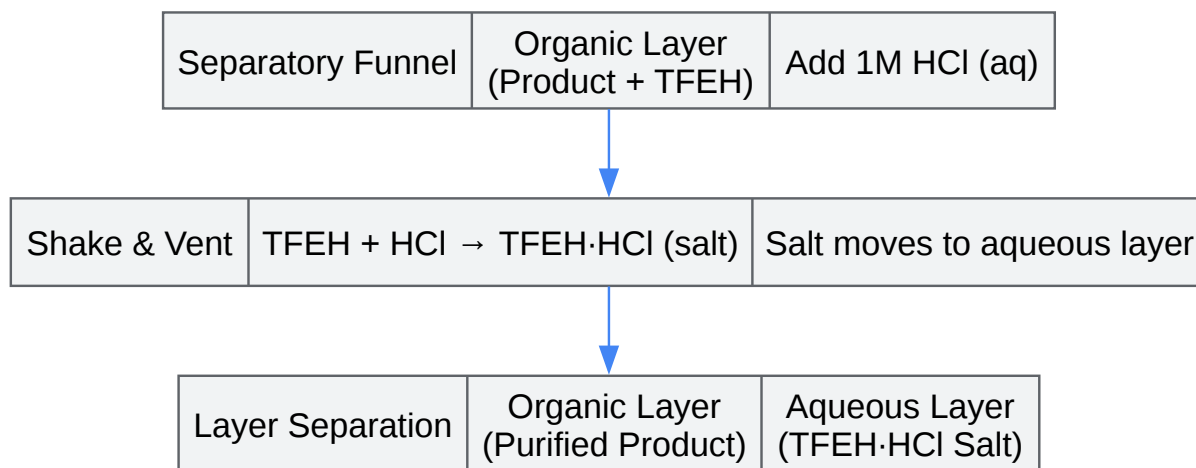 Separatory Funnel
Organic Layer
(Product + TFEH)
Add 1M HCl (aq)
Shake & Vent
TFEH + HCl → TFEH·HCl (salt)
Salt moves to aqueous layer
Layer Separation
Organic Layer
(Purified Product)
Aqueous Layer
(TFEH·HCl Salt)